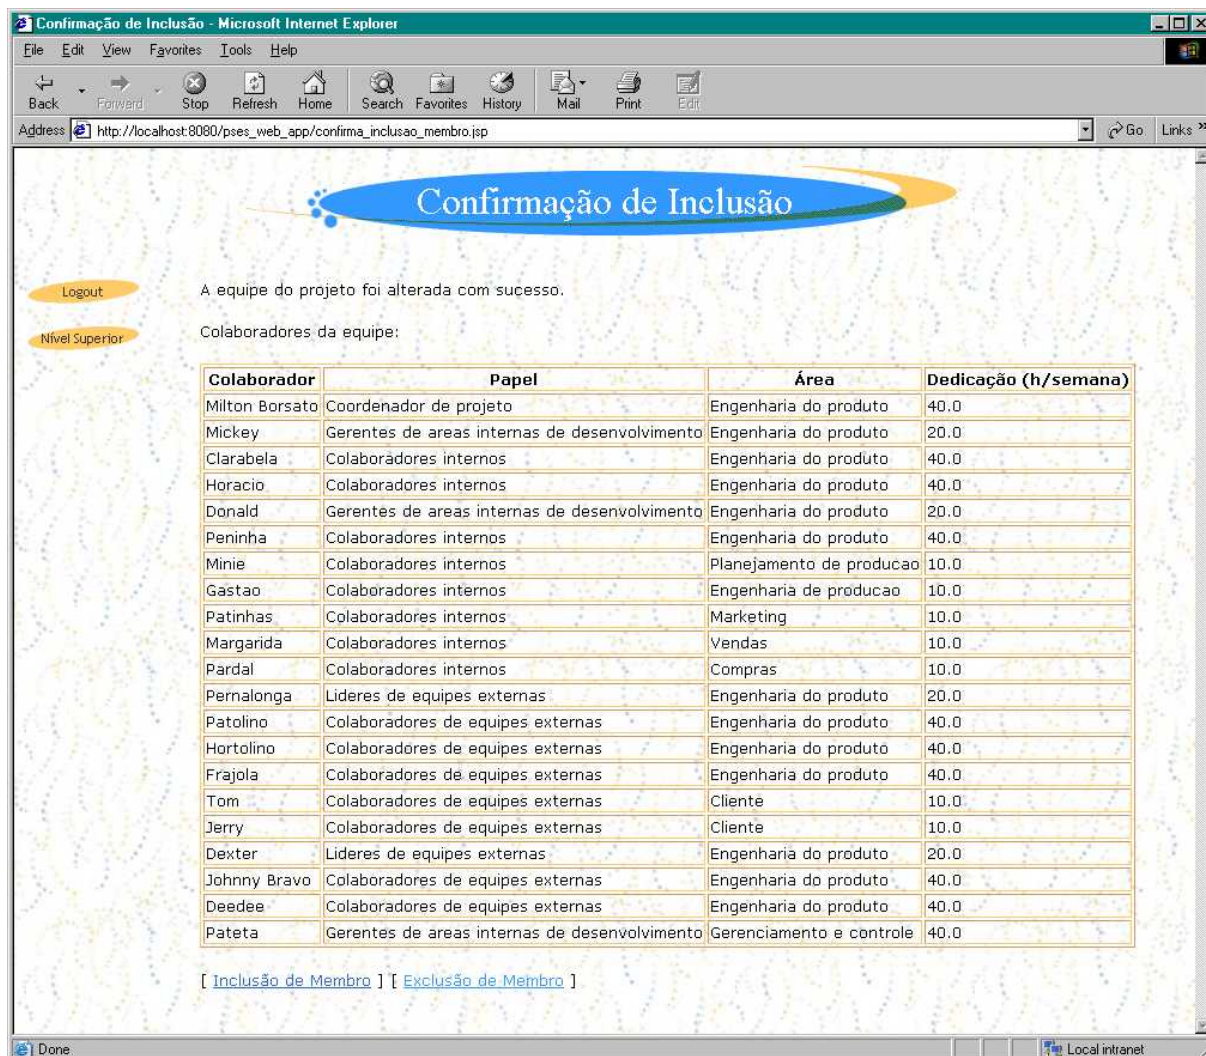 Confirmação de Inclusão - Microsoft Internet Explorer
File Edit View Favorites Tools Help
Back Forward Stop Refresh Home Search Favorites History Mail Print Edit
Address http://localhost:8080/pses_web_app/confirma_inclusao_membro.jsp Go Links »
Confirmação de Inclusão
Logout
Nível Superior
A equipe do projeto foi alterada com sucesso.
Colaboradores da equipe:
Colaborador Papel Área Dedicação (h/semana)
Milton Borsato Coordenador de projeto Engenharia do produto 40.0
Mickey Gerentes de areas internas de desenvolvimento Engenharia do produto 20.0
Clarabela Colaboradores internos Engenharia do produto 40.0
Horacio Colaboradores internos Engenharia do produto 40.0
Donald Gerentes de areas internas de desenvolvimento Engenharia do produto 20.0
Peninha Colaboradores internos Engenharia do produto 40.0
Minie Colaboradores internos Planejamento de producao 10.0
Gastao Colaboradores internos Engenharia de producao 10.0
Patinhas Colaboradores internos Marketing 10.0
Margarida Colaboradores internos Vendas 10.0
Pardal Colaboradores internos Compras 10.0
Pernalonga Lideres de equipes externas Engenharia do produto 20.0
Patolino Colaboradores de equipes externas Engenharia do produto 40.0
Hortolino Colaboradores de equipes externas Engenharia do produto 40.0
Frajola Colaboradores de equipes externas Engenharia do produto 40.0
Tom Colaboradores de equipes externas Cliente 10.0
Jerry Colaboradores de equipes externas Cliente 10.0
Dexter Lideres de equipes externas Engenharia do produto 20.0
Johnny Bravo Colaboradores de equipes externas Engenharia do produto 40.0
Deedee Colaboradores de equipes externas Engenharia do produto 40.0
Pateta Gerentes de areas internas de desenvolvimento Gerenciamento e controle 40.0
[ Inclusão de Membro ] [ Exclusão de Membro ]
Done Local intranet